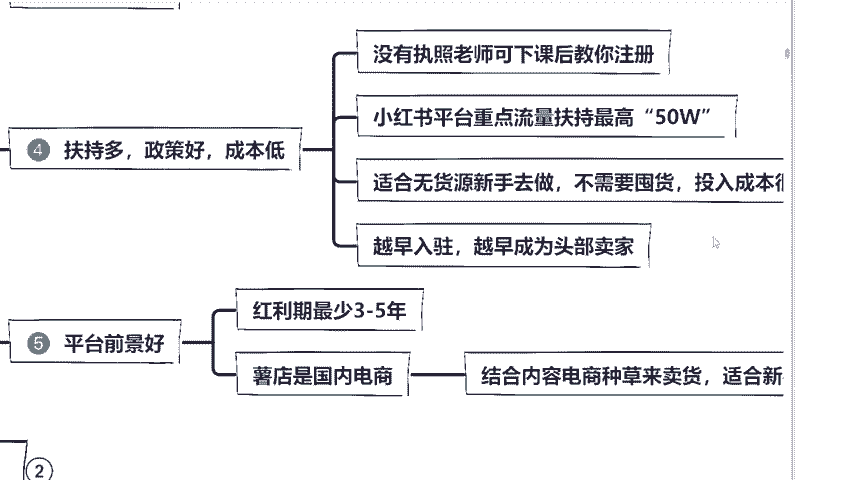 没有执照老师可下课后教你注册
小红书平台重点流量扶持最高“50W”
④ 扶持多，政策好，成本低
适合无货源新手去做，不需要囤货，投入成本
越早入驻，越早成为头部卖家
红利期最少3-5年
⑤ 平台前景好
薯店是国内电商
结合内容电商种草来卖货，适合新
②